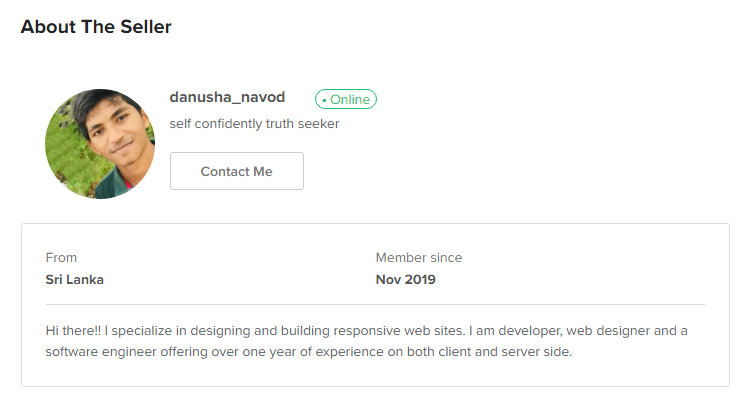 About The Seller
danusha_navod
• Online
self confidently truth seeker
Contact Me
From
Member since
Sri Lanka
Nov 2019
Hi there!! I specialize in designing and building responsive web sites. I am developer, web designer and a
software engineer offering over one year of experience on both client and server side.